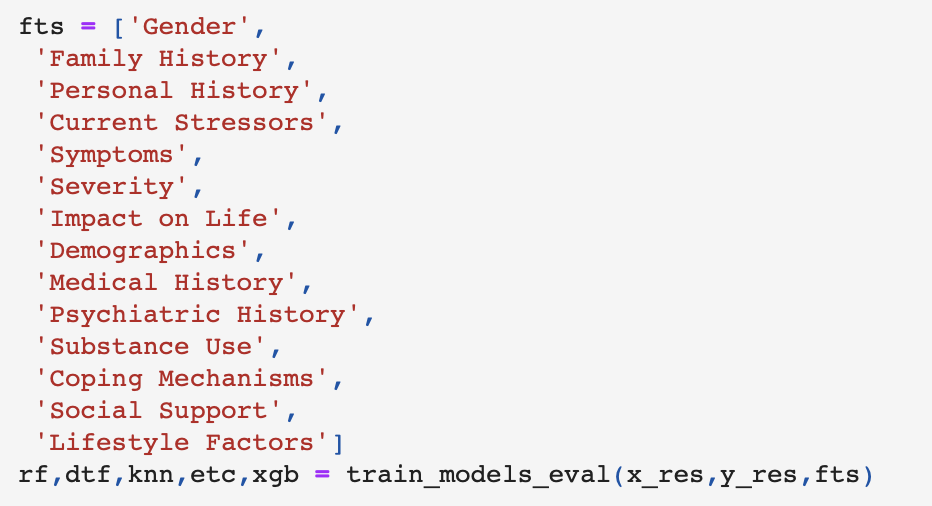 fts = ['Gender',
 'Family History',
 'Personal History',
 'Current Stressors',
 'Symptoms',
 'Severity',
 'Impact on Life',
 'Demographics',
 'Medical History',
 'Psychiatric History',
 'Substance Use',
 'Coping Mechanisms',
 'Social Support',
 'Lifestyle Factors']
rf,dtf,knn,etc,xgb = train_models_eval(x_res,y_res,fts)